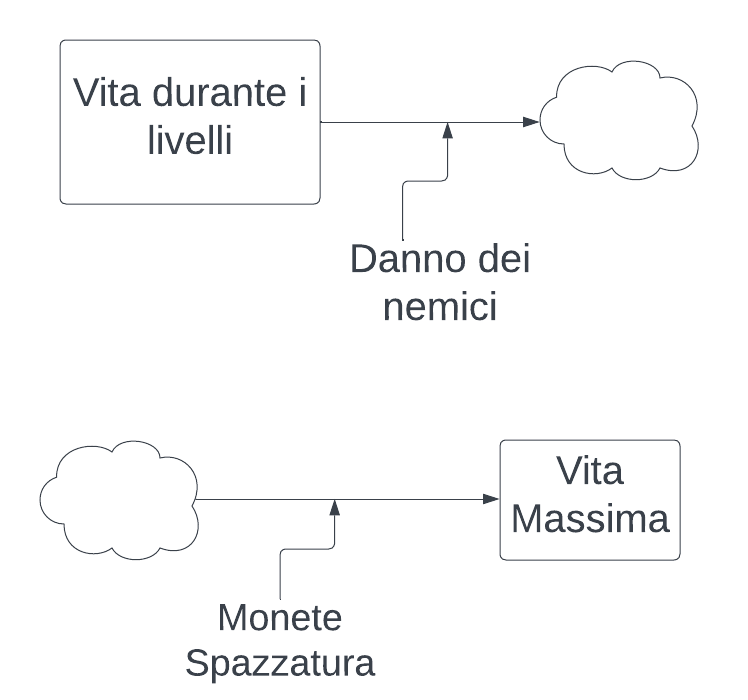 Vita durante i
livelli
Danno dei
nemici
Vita
Massima
Monete
Spazzatura